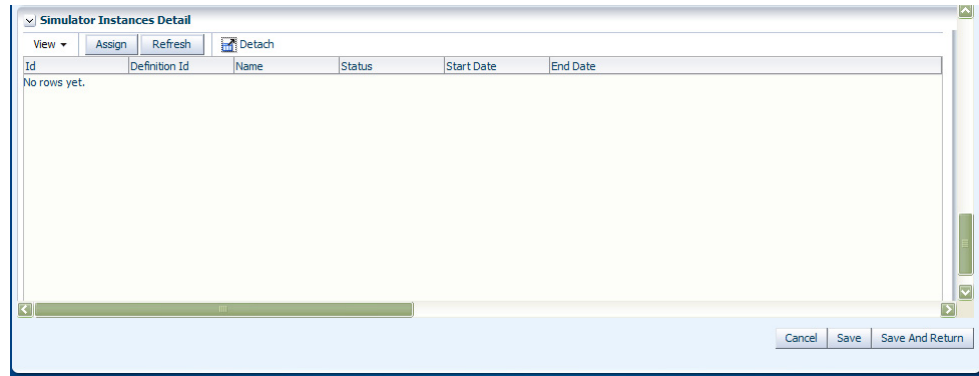 Simulator Instances Detail
View Assign Refresh Detach
Id Definition Id Name Status Start Date End Date
No rows yet.
Cancel Save Save And Return